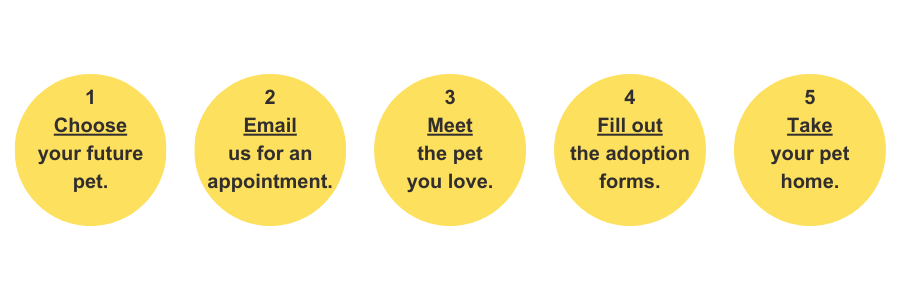 1
Choose
your future
pet.
2
Email
us for an
appointment.
3
Meet
the pet
you love.
4
Fill out
the adoption
forms.
5
Take
your pet
home.